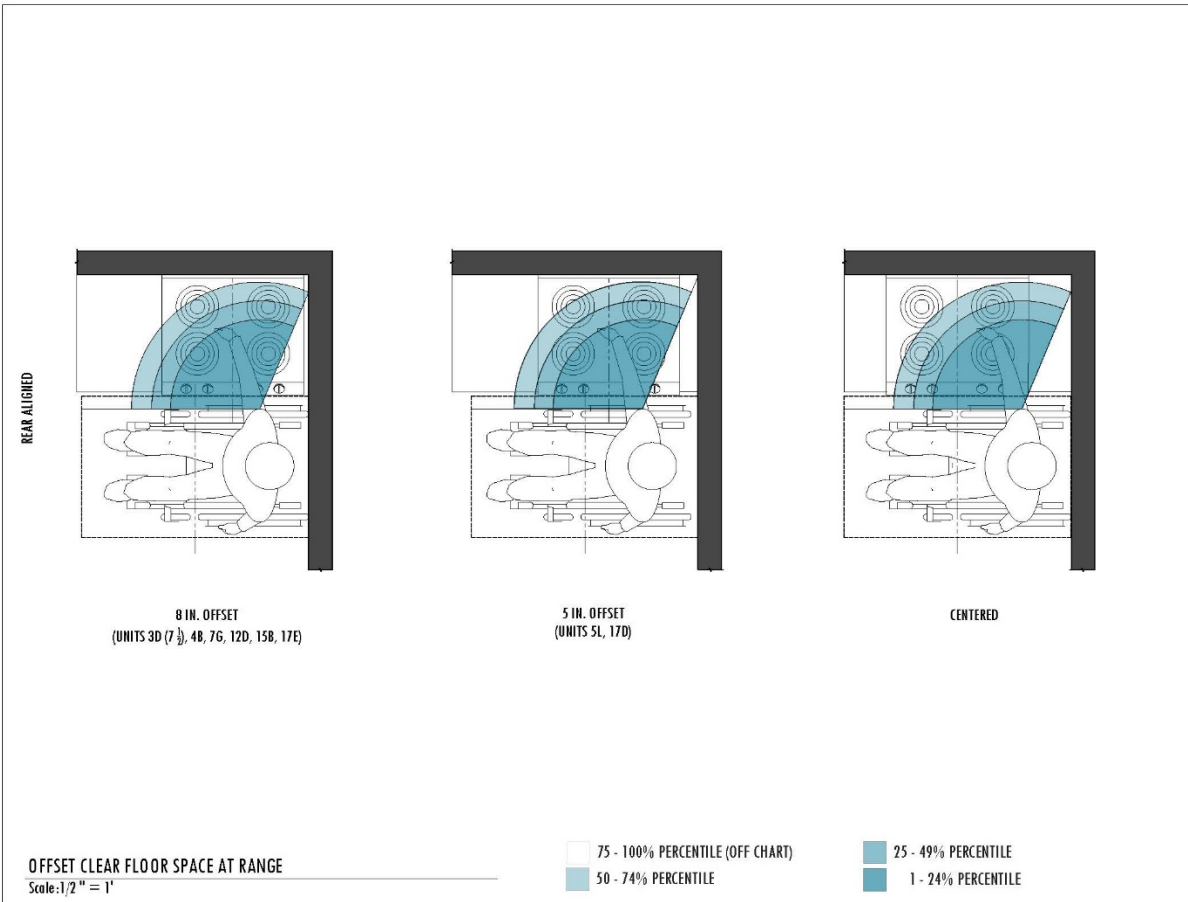 REAR ALIGNED
8 IN. OFFSET
(UNITS 3D (7 ½), 4B, 7G, 12D, 15B, 17E)
5 IN. OFFSET
(UNITS 5L, 17D)
CENTERED
OFFSET CLEAR FLOOR SPACE AT RANGE
Scale:1/2 " = 1'
75 - 100% PERCENTILE (OFF CHART)
50 - 74% PERCENTILE
25 - 49% PERCENTILE
1 - 24% PERCENTILE